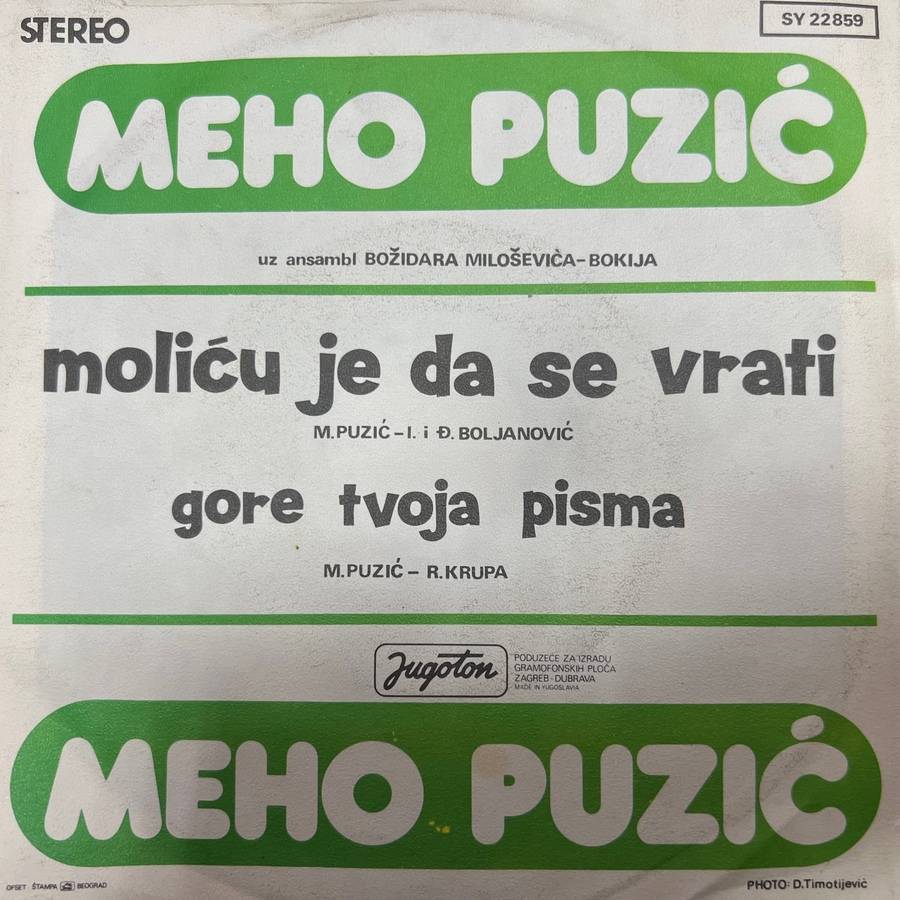 STEREO
SY 22859
MEHO PUZIĆ
uz ansambl BOŽIDARA MILOŠEVIĆA-BOKIJA
moliću je da se vrati
M.PUZIĆ-I. i Đ. BOLJANOVIĆ
gore tvoja pisma
M.PUZIĆ- R.KRUPA
Jugoton
PODUZEĆE ZA IZRADU
GRAMOFONSKIH PLOČA
ZAGREB-DUBRAVA
MADE IN YUGOSLAVIA
MEHO PUZIĆ
OFSET ŠTAMPA BEOGRAD
PHOTO: D.Timotijević